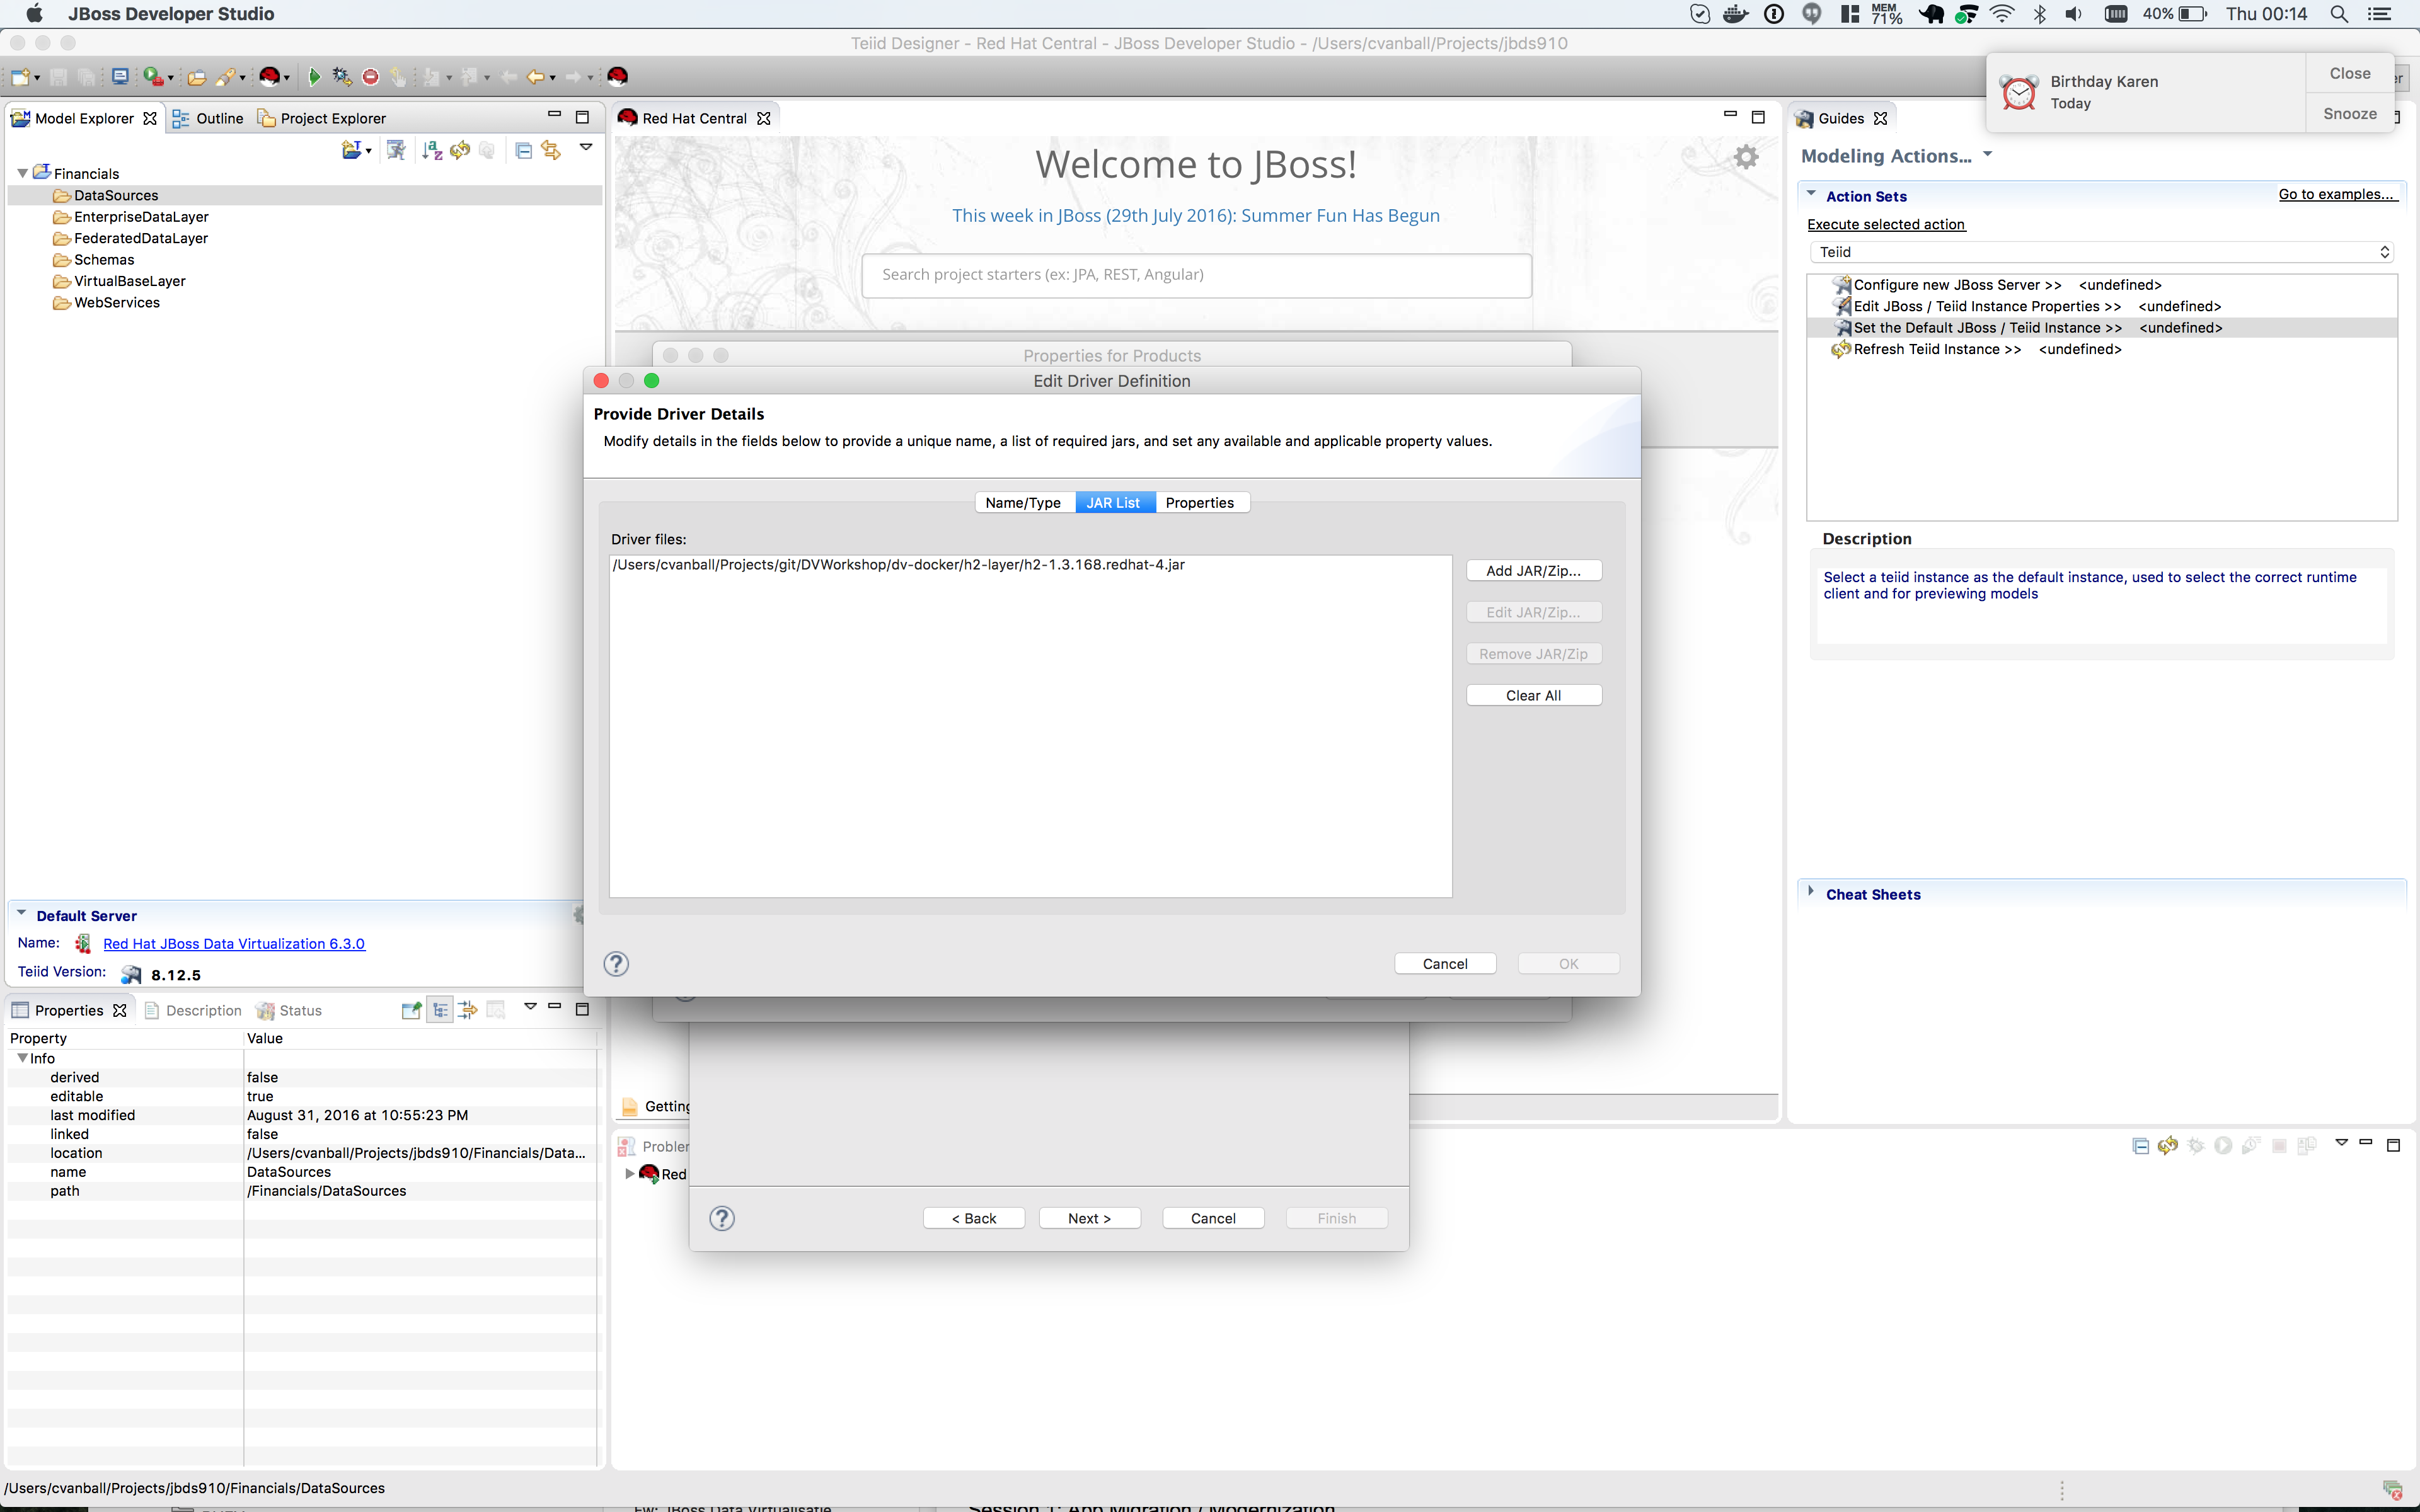 JBoss Developer Studio
MEM
71%
40%
Thu 00:14
Teiid Designer - Red Hat Central - JBoss Developer Studio - /Users/cvanball/Projects/jbds910
Birthday Karen
Today
Close
Snooze
Model Explorer
Outline
Project Explorer
Financials
DataSources
EnterpriseDataLayer
FederatedDataLayer
Schemas
VirtualBaseLayer
WebServices
Red Hat Central
Welcome to JBoss!
This week in JBoss (29th July 2016): Summer Fun Has Begun
Search project starters (ex: JPA, REST, Angular)
Properties for Products
Edit Driver Definition
Provide Driver Details
Modify details in the fields below to provide a unique name, a list of required jars, and set any available and applicable property values.
Name/Type
JAR List
Properties
Driver files:
/Users/cvanball/Projects/git/DVWorkshop/dv-docker/h2-layer/h2-1.3.168.redhat-4.jar
Add JAR/Zip...
Edit JAR/Zip...
Remove JAR/Zip
Clear All
Cancel
OK
Guides
Modeling Actions...
Action Sets
Go to examples...
Execute selected action
Teiid
Configure new JBoss Server >> <undefined>
Edit JBoss / Teiid Instance Properties >> <undefined>
Set the Default JBoss / Teiid Instance >> <undefined>
Refresh Teiid Instance >> <undefined>
Description
Select a teiid instance as the default instance, used to select the correct runtime
client and for previewing models
Cheat Sheets
Default Server
Name: Red Hat JBoss Data Virtualization 6.3.0
Teiid Version: 8.12.5
Properties
Description
Status
Property Value
Info
derived false
editable true
last modified August 31, 2016 at 10:55:23 PM
linked false
location /Users/cvanball/Projects/jbds910/Financials/Data...
name DataSources
path /Financials/DataSources
Getting
Problem
Red
< Back
Next >
Cancel
Finish
/Users/cvanball/Projects/jbds910/Financials/DataSources